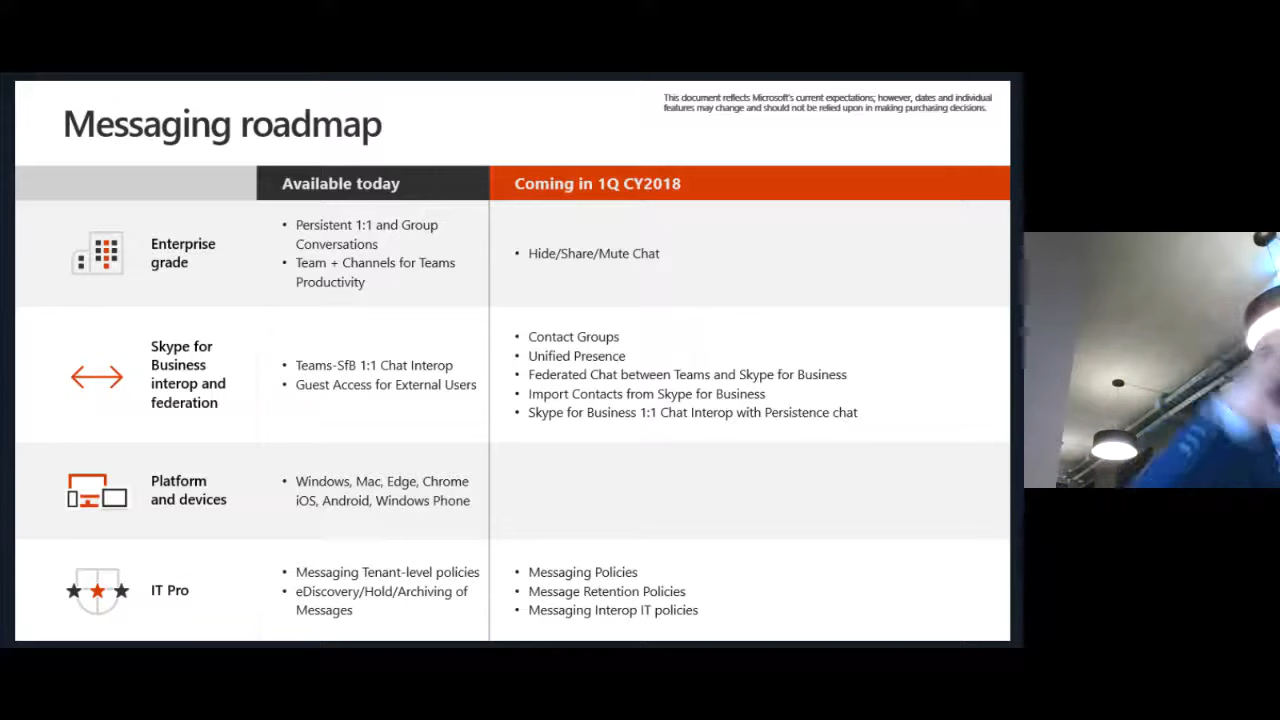 Messaging roadmap
This document reflects Microsoft's current expectations; however, dates and individual
features may change and should not be relied upon in making purchasing decisions.
Available today
Coming in 1Q CY2018
Enterprise
grade
• Persistent 1:1 and Group
Conversations
• Team + Channels for Teams
Productivity
• Hide/Share/Mute Chat
Skype for
Business
interop and
federation
• Teams-SfB 1:1 Chat Interop
• Guest Access for External Users
• Contact Groups
• Unified Presence
• Federated Chat between Teams and Skype for Business
• Import Contacts from Skype for Business
• Skype for Business 1:1 Chat Interop with Persistence chat
Platform
and devices
• Windows, Mac, Edge, Chrome
iOS, Android, Windows Phone
IT Pro
• Messaging Tenant-level policies
• eDiscovery/Hold/Archiving of
Messages
• Messaging Policies
• Message Retention Policies
• Messaging Interop IT policies